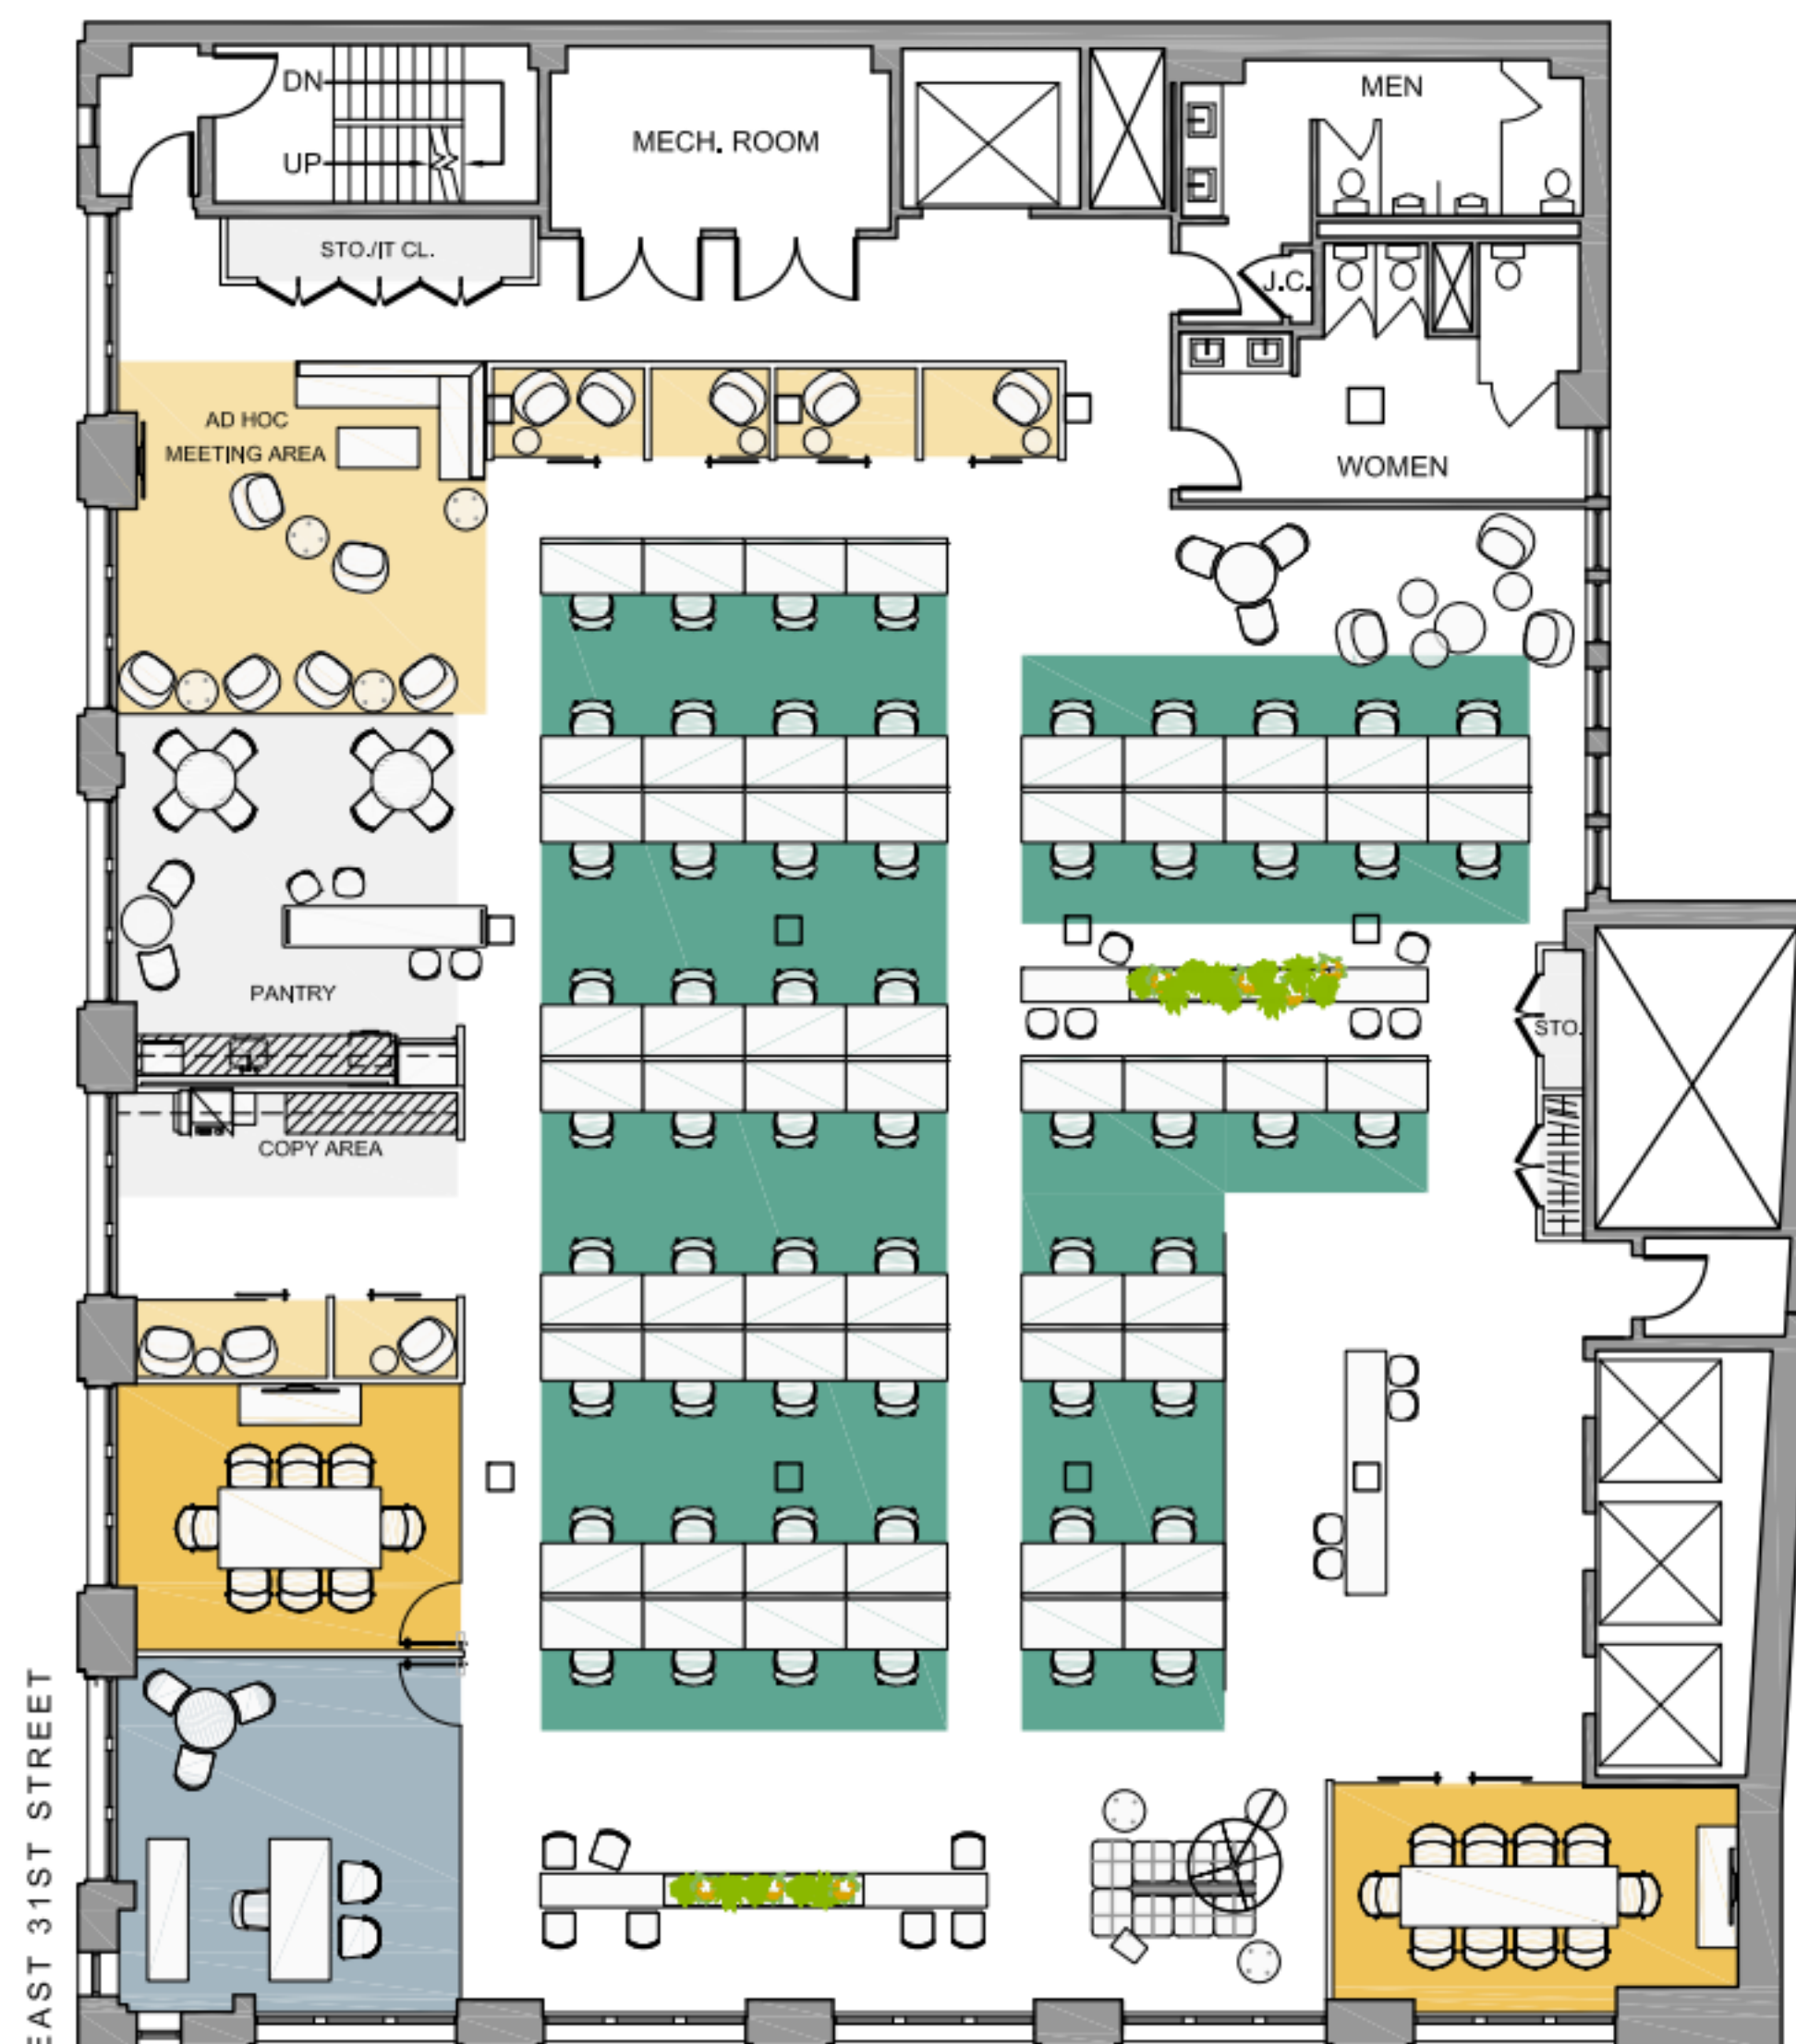 DN
UP
MECH. ROOM
MEN
STO./IT CL.
J.C.
AD HOC
MEETING AREA
WOMEN
PANTRY
STO.
COPY AREA
EAST 31ST STREET